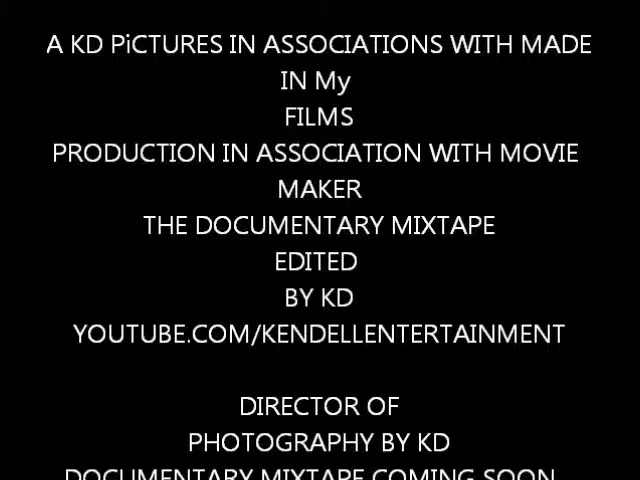 A KD PiCTURES IN ASSOCIATIONS WITH MADE
IN My
FILMS
PRODUCTION IN ASSOCIATION WITH MOVIE
MAKER
THE DOCUMENTARY MIXTAPE
EDITED
BY KD
YOUTUBE.COM/KENDELLENTERTAINMENT
DIRECTOR OF
PHOTOGRAPHY BY KD
DOCUMENTARY MIXTAPE COMING SOON